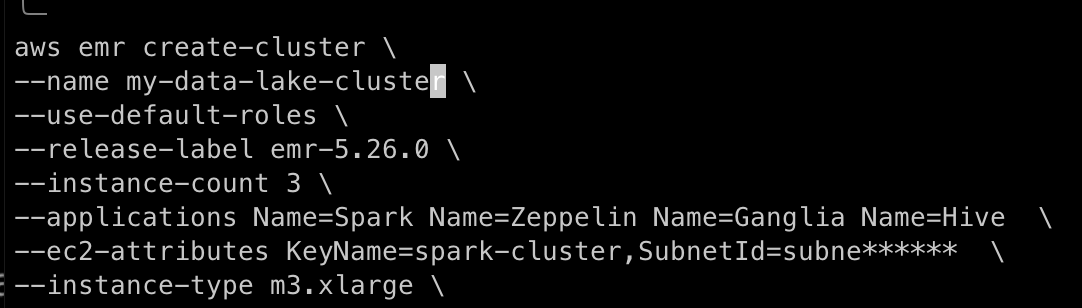 aws emr create-cluster \
--name my-data-lake-cluster \
--use-default-roles \
--release-label emr-5.26.0 \
--instance-count 3 \
--applications Name=Spark Name=Zeppelin Name=Ganglia Name=Hive  \
--ec2-attributes KeyName=spark-cluster,SubnetId=subne******  \
--instance-type m3.xlarge \